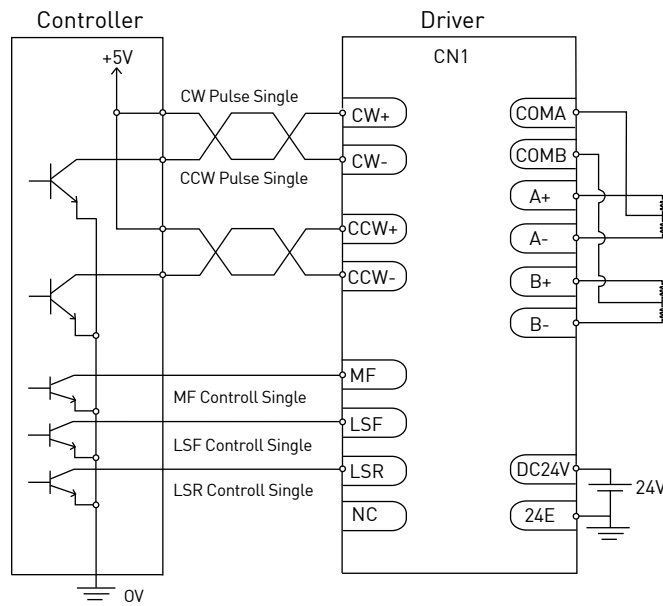 Controller
Driver
+5V
CN1
CW Pulse Single
CW+
COMA
CW-
COMB
CCW Pulse Single
A+
CCW+
A-
CCW-
B+
B-
MF
MF Controll Single
LSF
LSF Controll Single
LSR
DC24V
LSR Controll Single
24V
NC
24E
0V